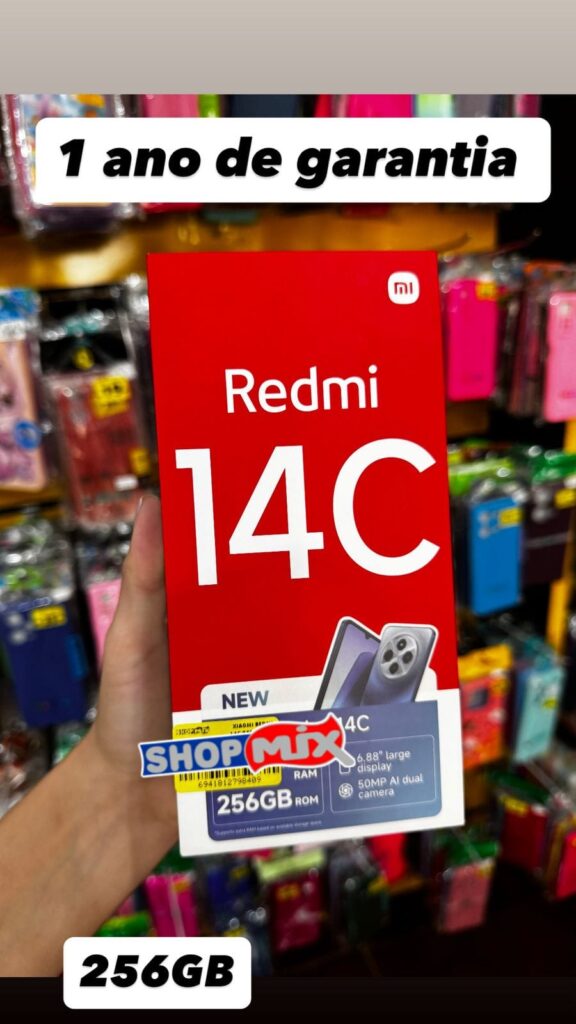 1 ano de garantia
mi
Redmi
14C
NEW
14C
SHOP MIX
6.88" large
display
RAM
50MP AI dual
camera
256GB ROM
6941812798409
256GB